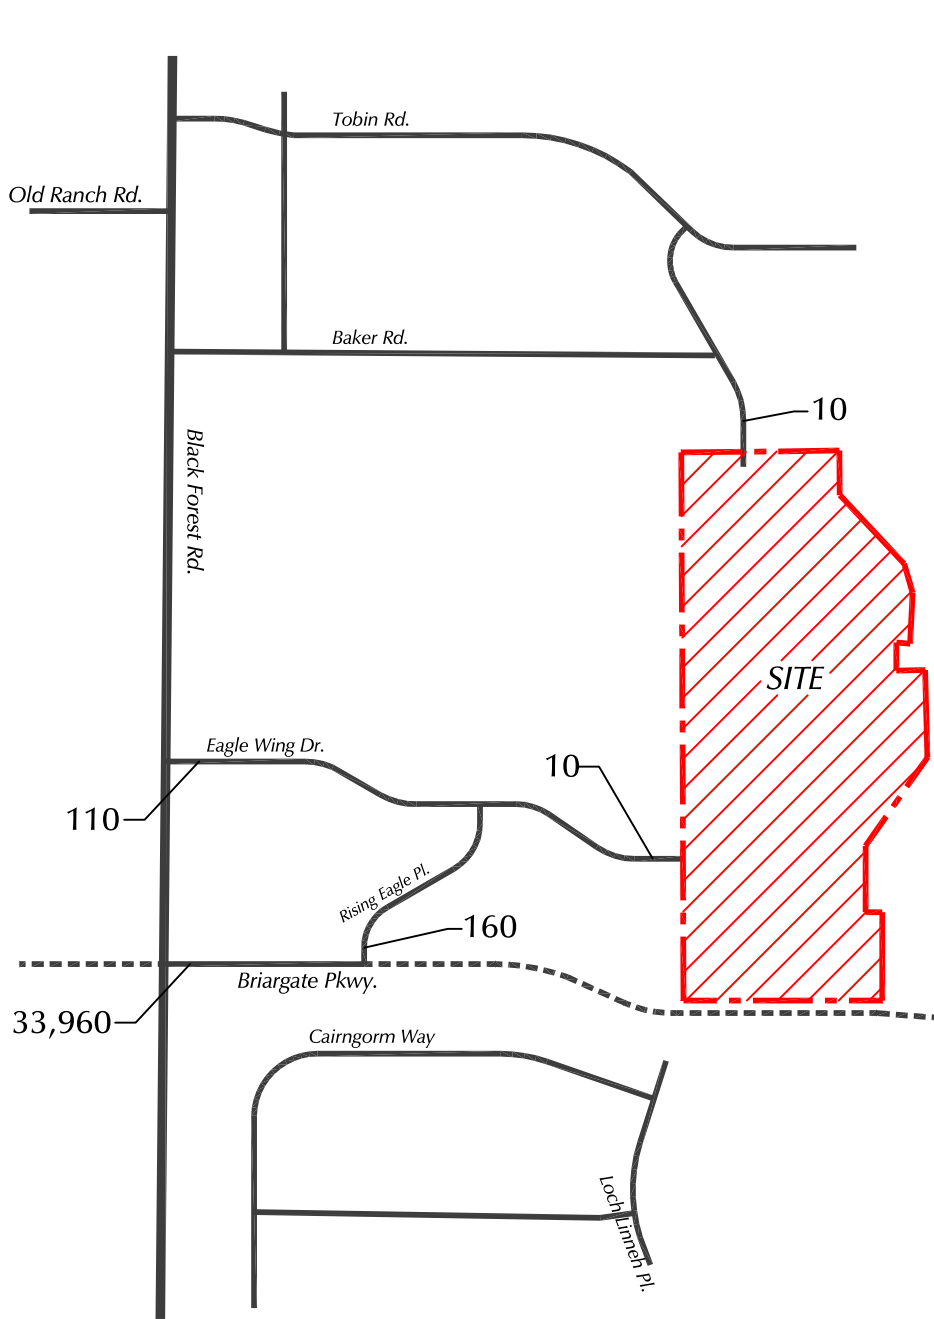 Tobin Rd.
Old Ranch Rd.
Baker Rd.
10
Black Forest Rd.
SITE
Eagle Wing Dr.
10
110
Rising Eagle Pl.
160
Briargate Pkwy.
33,960
Cairngorm Way
Loch Linneh Pl.